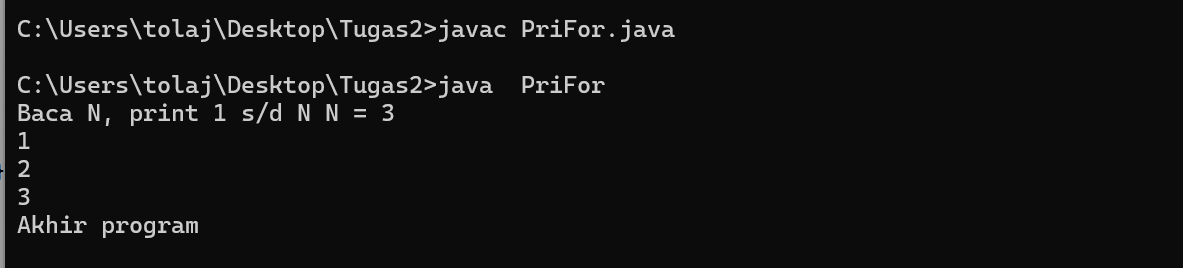 C:\Users\tolaj\Desktop\Tugas2>javac PriFor.java
C:\Users\tolaj\Desktop\Tugas2>java  PriFor
Baca N, print 1 s/d N N = 3
1
2
3
Akhir program